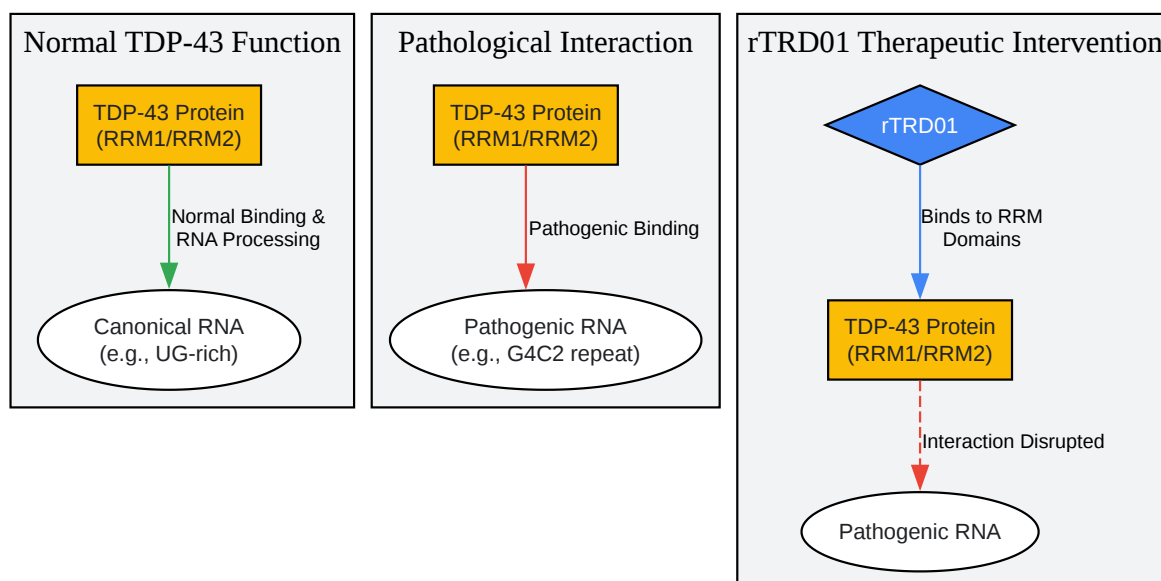 Normal TDP-43 Function
TDP-43 Protein
(RRM1/RRM2)
Normal Binding &
RNA Processing
Canonical RNA
(e.g., UG-rich)
Pathological Interaction
TDP-43 Protein
(RRM1/RRM2)
Pathogenic Binding
Pathogenic RNA
(e.g., G4C2 repeat)
rTRD01 Therapeutic Intervention
rTRD01
Binds to RRM
Domains
TDP-43 Protein
(RRM1/RRM2)
Interaction Disrupted
Pathogenic RNA